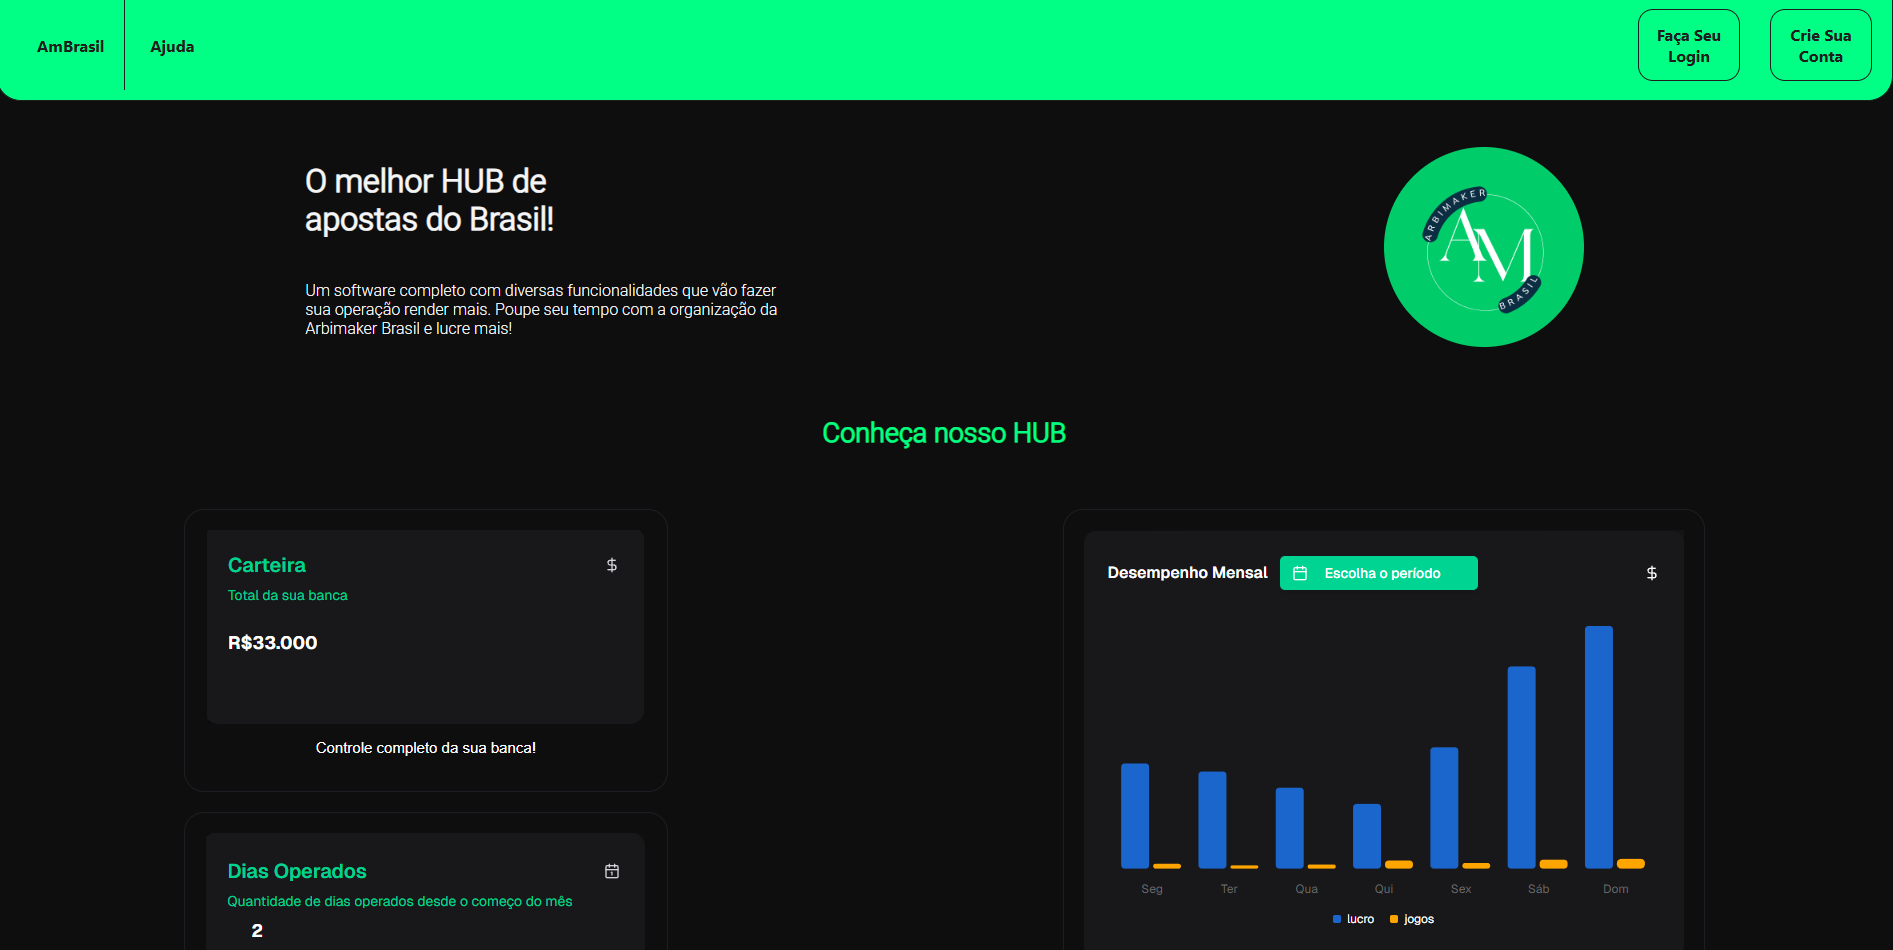 AmBrasil
Ajuda
Faça Seu
Login
Crie Sua
Conta
O melhor HUB de
apostas do Brasil!
Um software completo com diversas funcionalidades que vão fazer
sua operação render mais. Poupe seu tempo com a organização da
Arbimaker Brasil e lucre mais!
ARBIMAKER
AM
BRASIL
Conheça nosso HUB
Carteira
$
Total da sua banca
R$33.000
Controle completo da sua banca!
Dias Operados
Quantidade de dias operados desde o começo do mês
2
Desempenho Mensal
Escolha o período
$
Seg Ter Qua Qui Sex Sáb Dom
lucro jogos